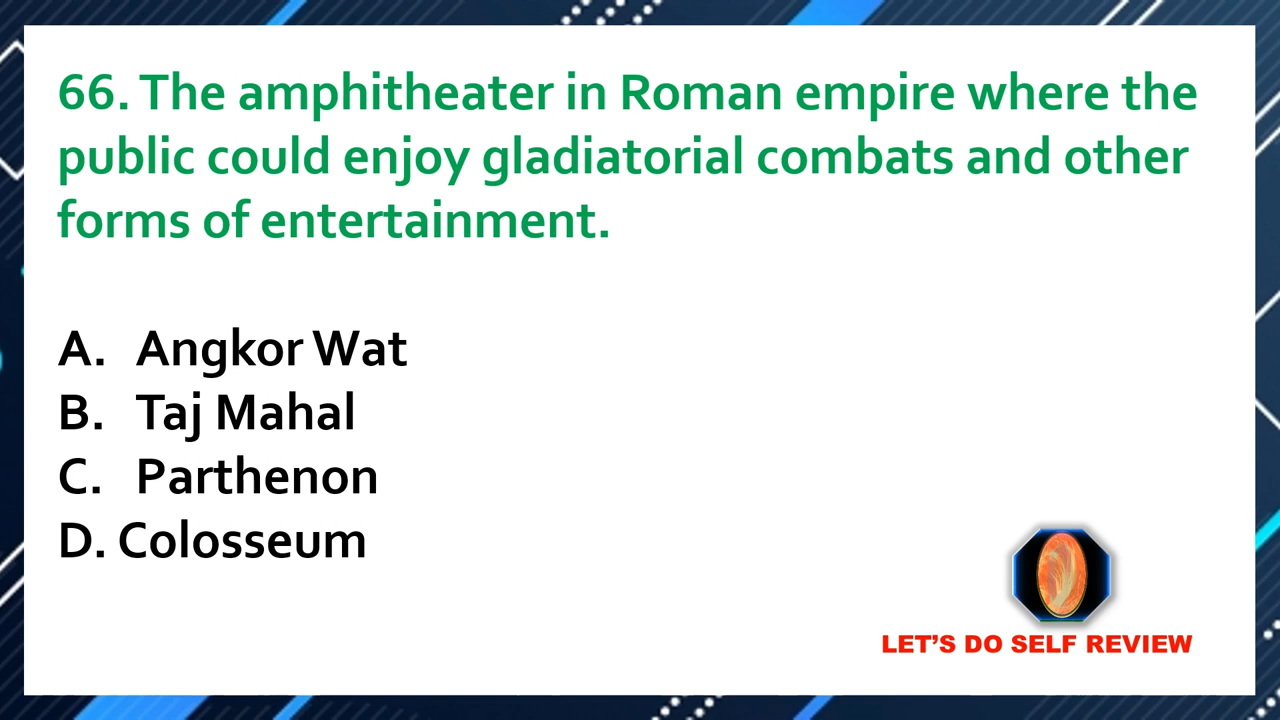 66. The amphitheater in Roman empire where the
public could enjoy gladiatorial combats and other
forms of entertainment.
A. Angkor Wat
B. Taj Mahal
C. Parthenon
D. Colosseum
LET'S DO SELF REVIEW